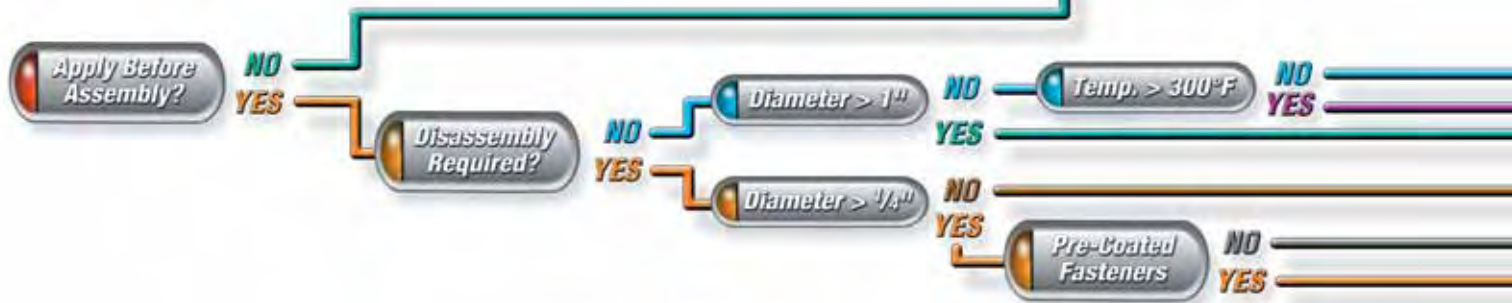 Apply Before
Assembly?
NO
YES
Disassembly
Required?
NO
YES
Diameter > 1"
NO
YES
Temp. > 300°F
NO
YES
Diameter > 1/4"
NO
YES
Pre-Coated
Fasteners
NO
YES